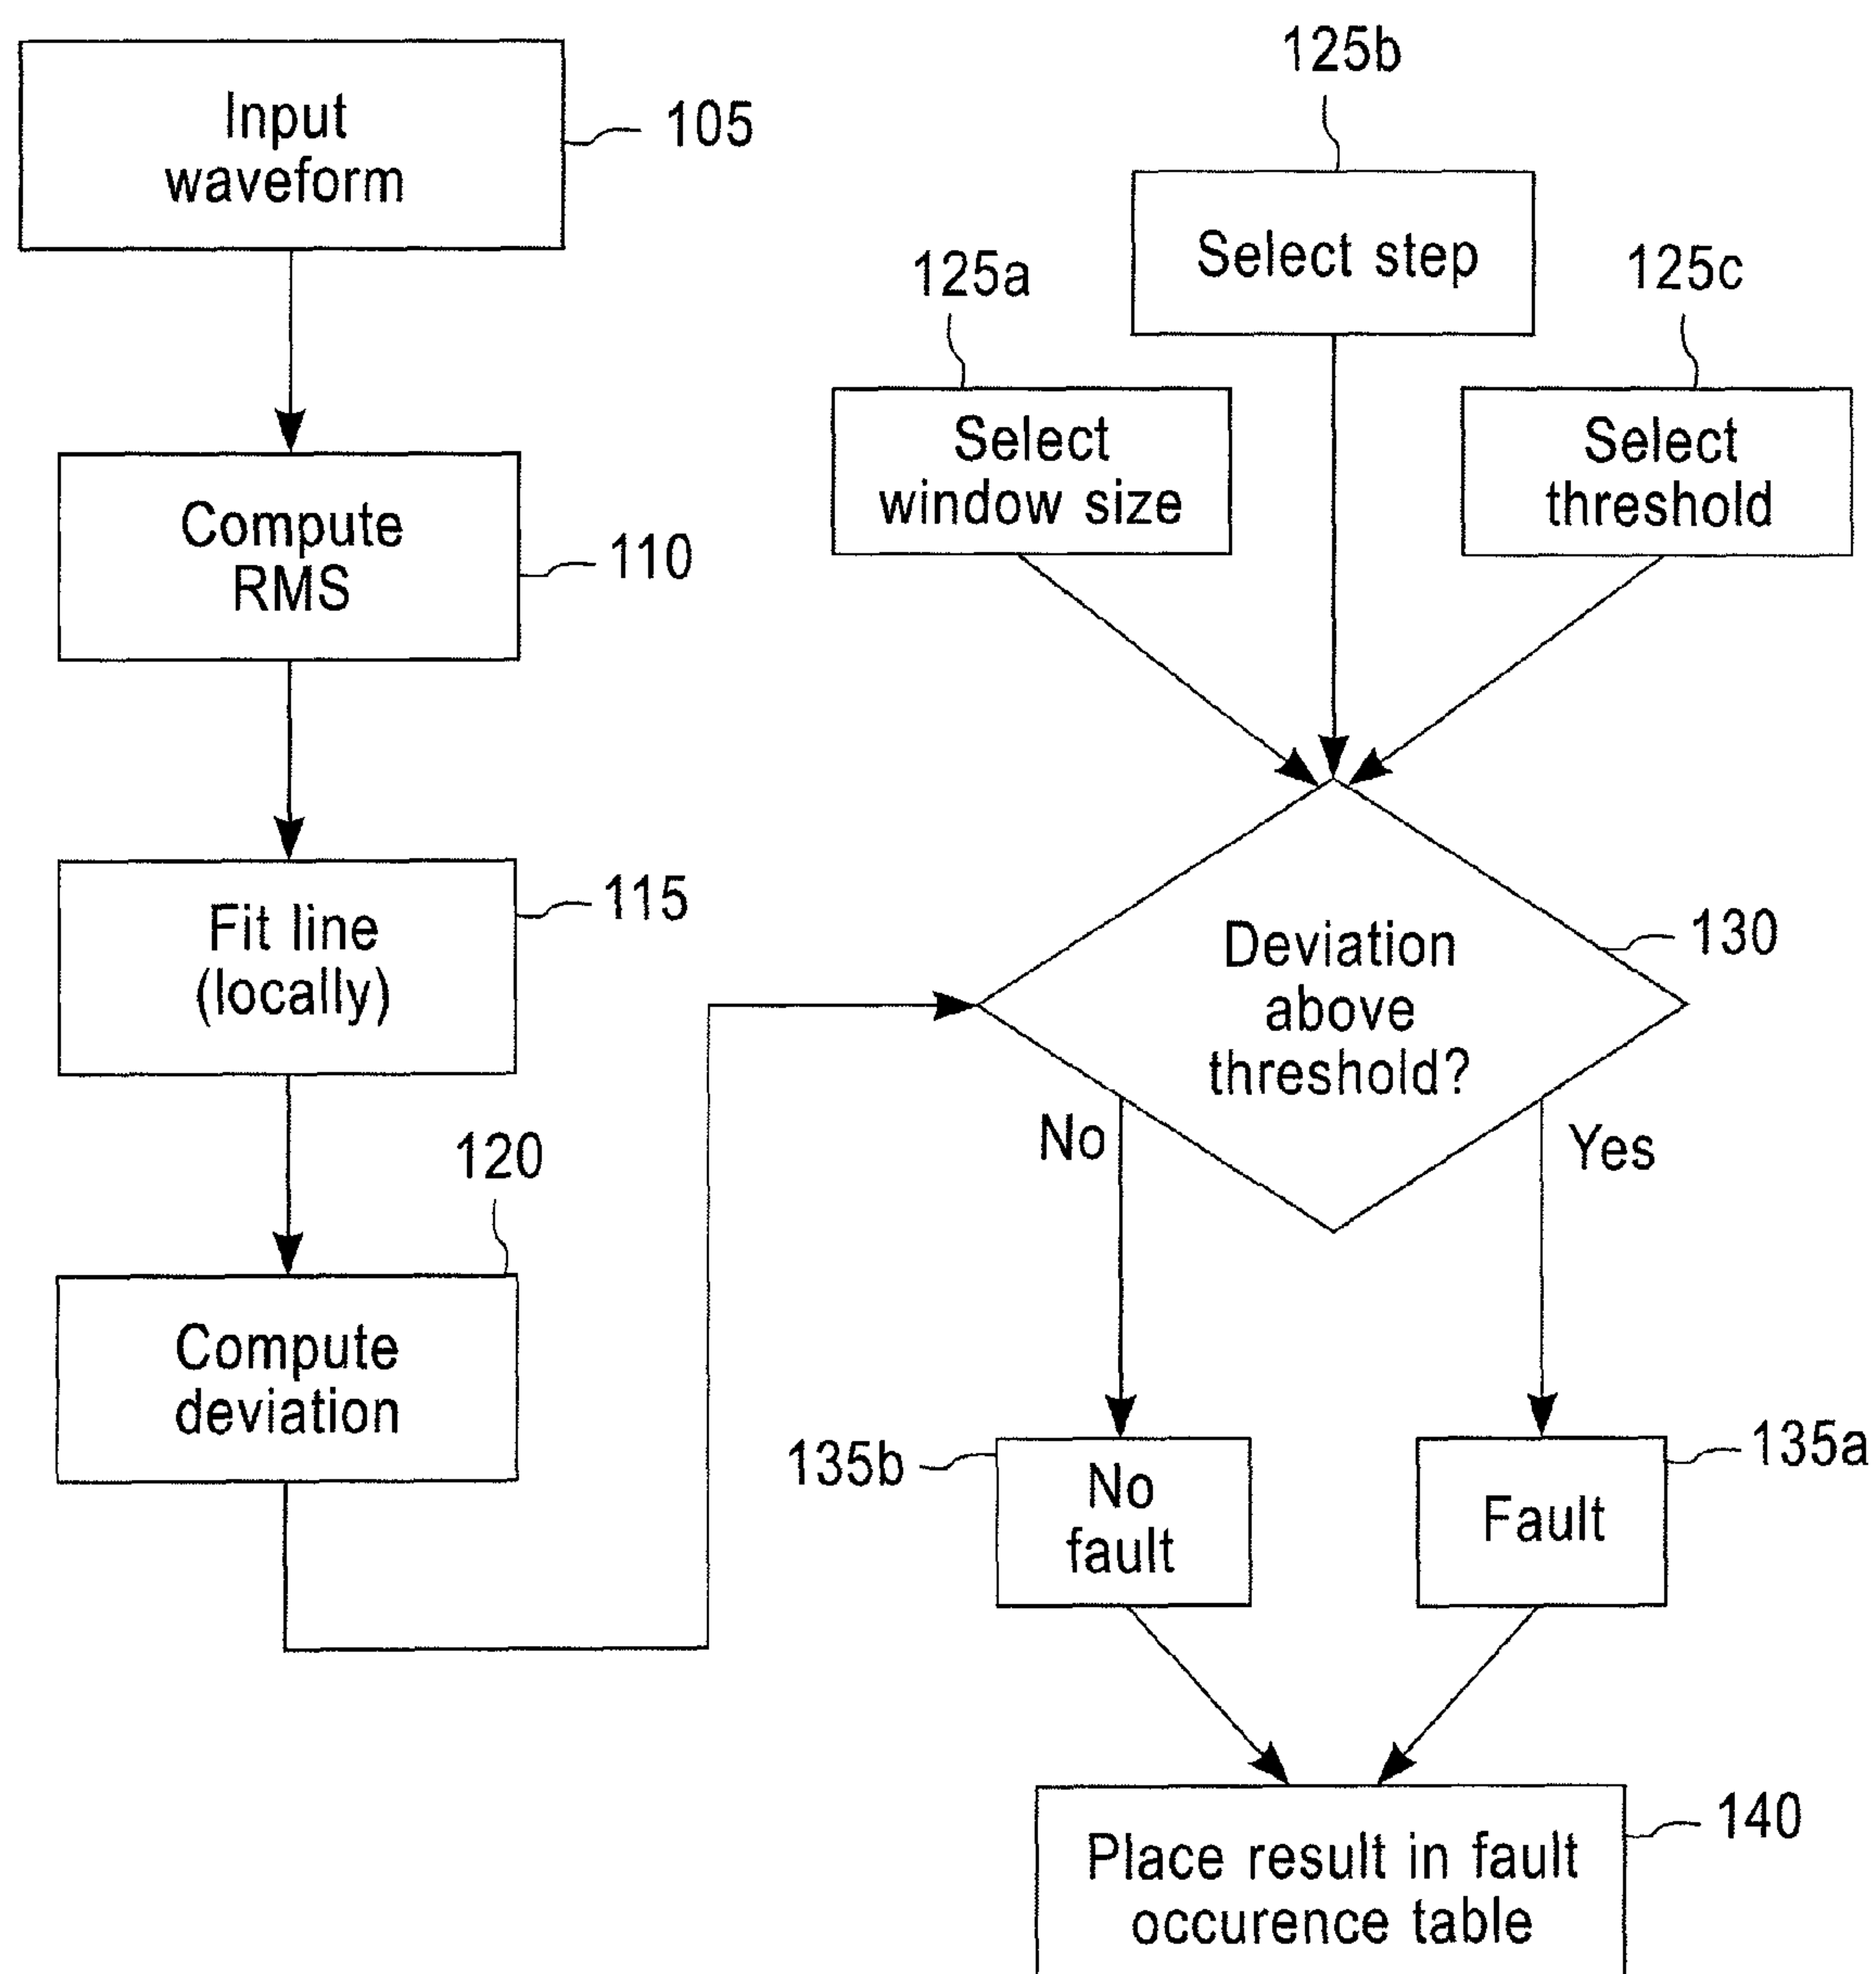 Input
waveform
105
Compute
RMS
110
Fit line
(locally)
115
120
Compute
deviation
125b
Select step
125a
Select
window size
125c
Select
threshold
Deviation
above
threshold?
130
No
Yes
135b
No
fault
135a
Fault
140
Place result in fault
occurence table